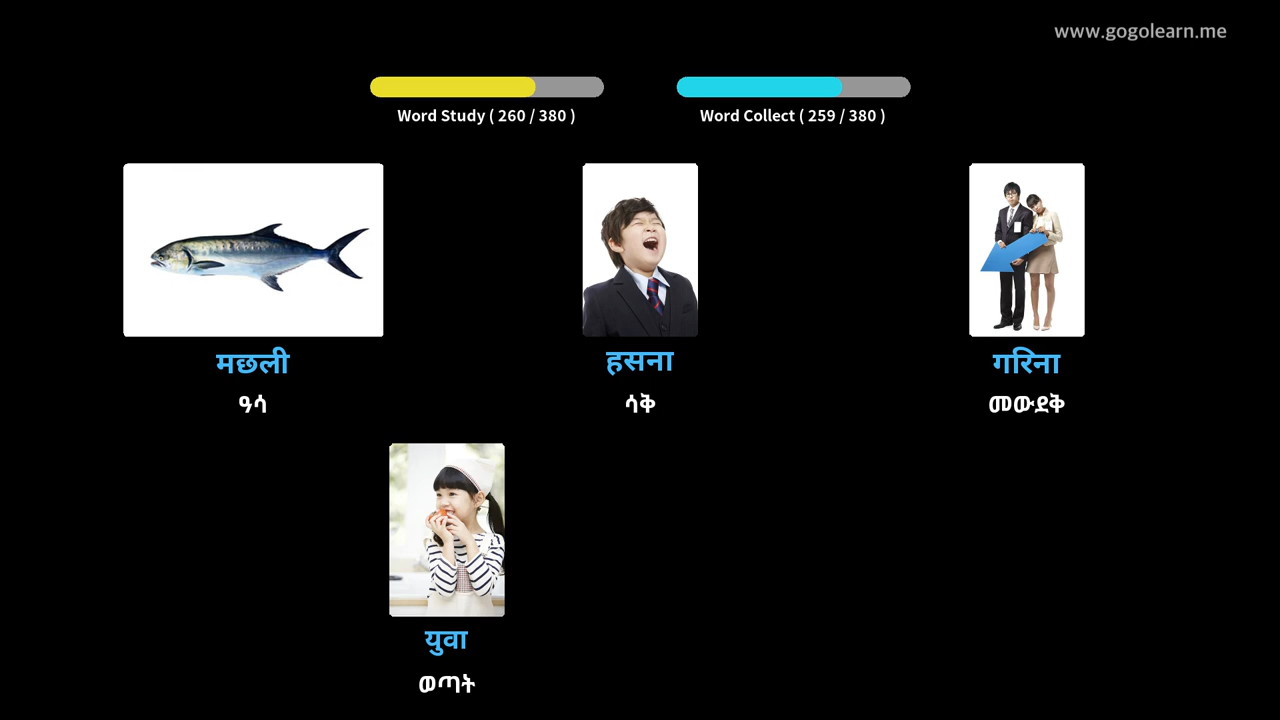 www.gogolearn.me
Word Study ( 260 / 380 )
Word Collect ( 259 / 380 )
मछली
हसना
गरिना
ዓሳ
ሳቅ
መውደቅ
युवा
ወጣት